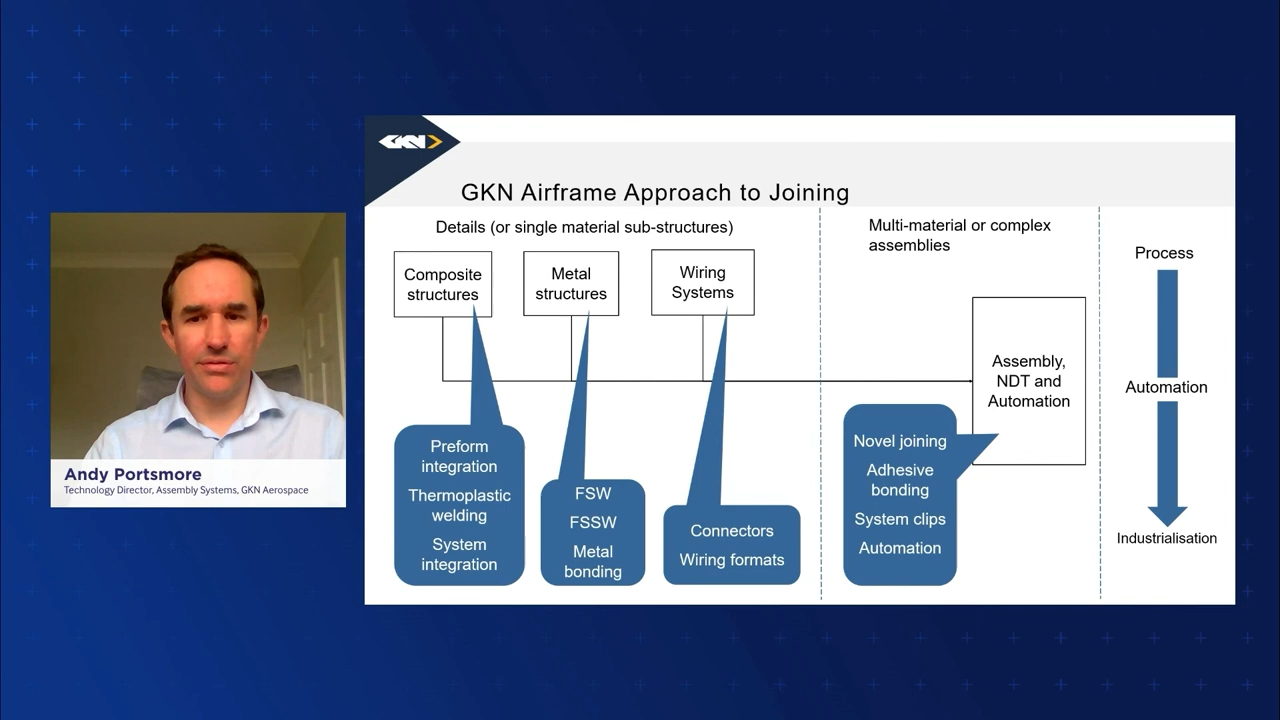 GKN
GKN Airframe Approach to Joining
Details (or single material sub-structures)
Composite
structures
Metal
structures
Wiring
Systems
Preform
integration
Thermoplastic
welding
System
integration
FSW
FSSW
Metal
bonding
Connectors
Wiring formats
Multi-material or complex
assemblies
Assembly,
NDT and
Automation
Novel joining
Adhesive
bonding
System clips
Automation
Process
Automation
Industrialisation
Andy Portsmore
Technology Director, Assembly Systems, GKN Aerospace